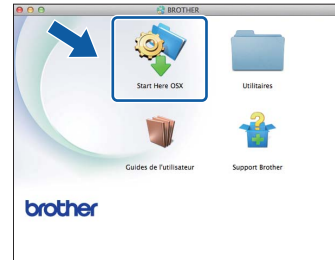 BROTHER
Start Here OSX
Utilitaires
Guides de l'utilisateur
Support Brother
brother